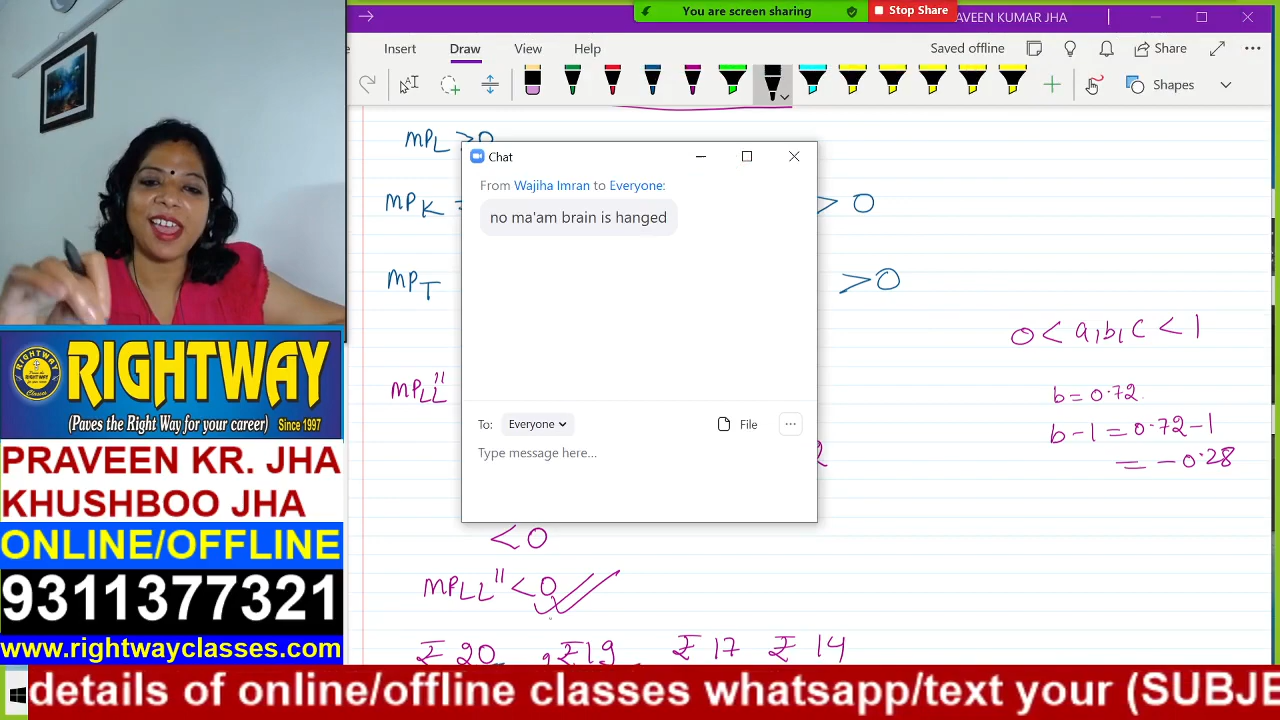 You are screen sharing
Stop Share
RAVEEN KUMAR JHA
Insert Draw View Help
Saved offline
Share
Shapes
MPL >0
MPK = > 0
MPT >0
MPLL"
0 < a,b,c < 1
b = 0.72
b-1 = 0.72-1
= -0.28
2
<0
MPLL" <0
₹20 ₹19 ₹17 ₹14
Chat
From Wajiha Imran to Everyone:
no ma'am brain is hanged
To: Everyone File
Type message here...
RIGHTWAY
Classes
RIGHTWAY
(Paves the Right Way for your career) Since 1997
PRAVEEN KR. JHA
KHUSHBOO JHA
ONLINE/OFFLINE
9311377321
www.rightwayclasses.com
details of online/offline classes whatsapp/text your (SUBJE